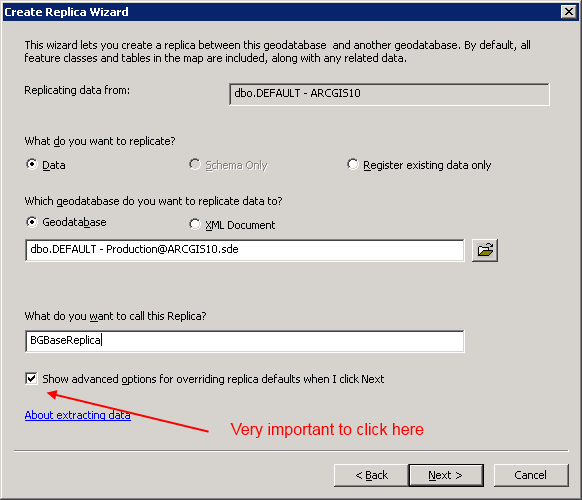 Create Replica Wizard
This wizard lets you create a replica between this geodatabase and another geodatabase. By default, all
feature classes and tables in the map are included, along with any related data.
Replicating data from:
dbo.DEFAULT - ARCGIS10
What do you want to replicate?
Data
Schema Only
Register existing data only
Which geodatabase do you want to replicate data to?
Geodatabase
XML Document
dbo.DEFAULT - Production@ARCGIS10.sde
What do you want to call this Replica?
BGBaseReplica
Show advanced options for overriding replica defaults when I click Next
About extracting data
Very important to click here
< Back
Next >
Cancel